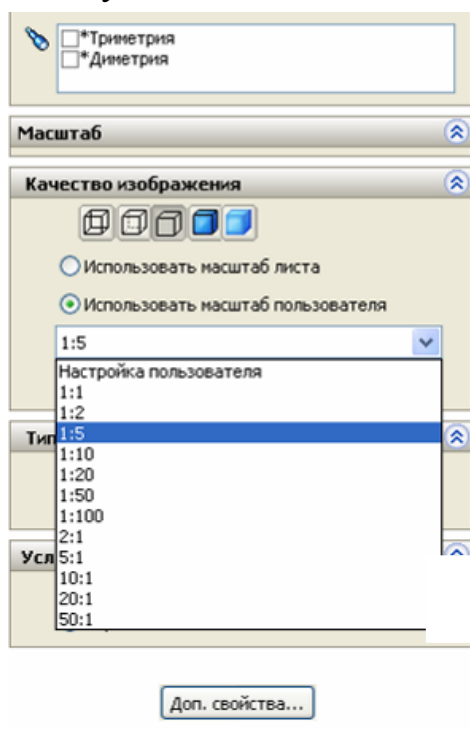 *Триметрия
*Диметрия
Масштаб
Качество изображения
Использовать масштаб листа
Использовать масштаб пользователя
1:5
Настройка пользователя
1:1
1:2
Тип
1:5
1:10
1:20
1:50
1:100
2:1
Усл
5:1
10:1
20:1
50:1
Доп. свойства...